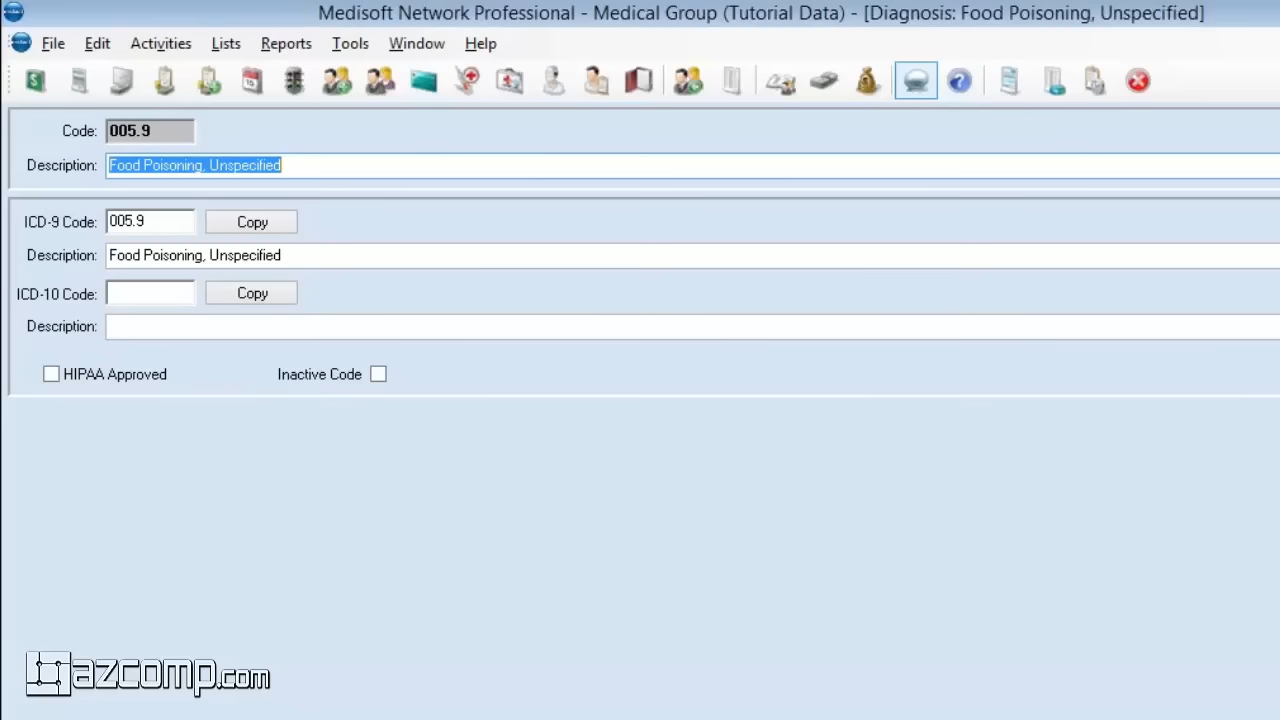 Medisoft Network Professional - Medical Group (Tutorial Data) - [Diagnosis: Food Poisoning, Unspecified]
File Edit Activities Lists Reports Tools Window Help
Code: 005.9
Description: Food Poisoning, Unspecified
ICD-9 Code: 005.9 Copy
Description: Food Poisoning, Unspecified
ICD-10 Code: Copy
Description:
HIPAA Approved Inactive Code
azcomp.com